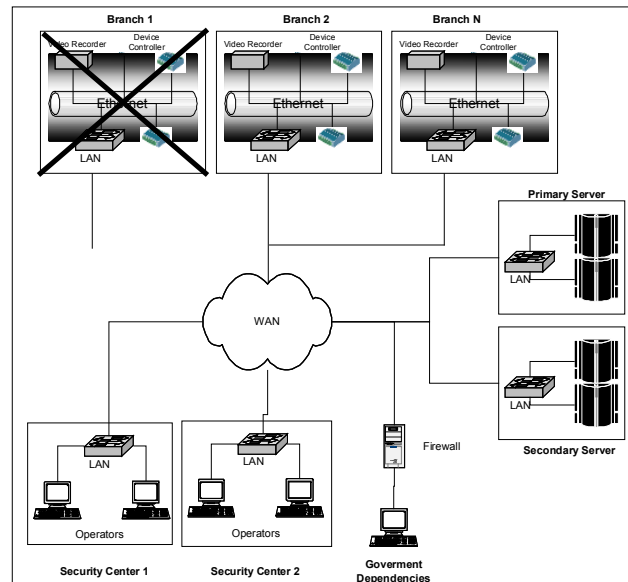 Branch 1
Branch 2
Branch N
Video Recorder
Device
Controller
Ethernet
LAN
Video Recorder
Device
Controller
Ethernet
LAN
Video Recorder
Device
Controller
Ethernet
LAN
Primary Server
LAN
WAN
LAN
Secondary Server
LAN
Operators
Security Center 1
LAN
Operators
Security Center 2
Firewall
Goverment
Dependencies